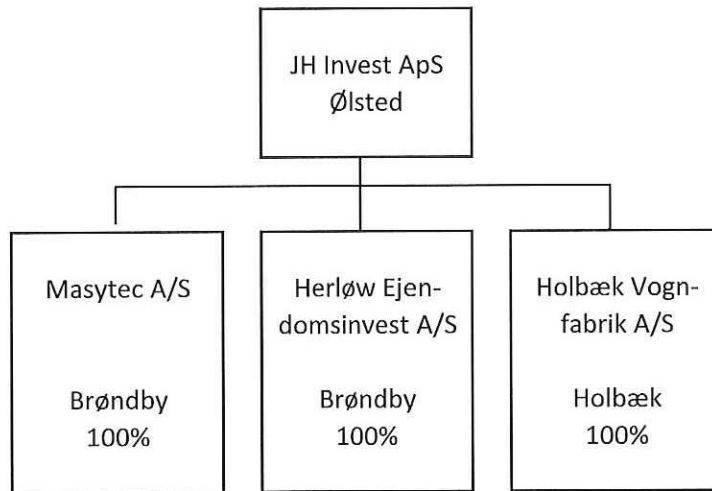 JH Invest ApS
Ølsted
Masytec A/S
Brøndby
100%
Herløw Ejen-
domsinvest A/S
Brøndby
100%
Holbæk Vogn-
fabrik A/S
Holbæk
100%